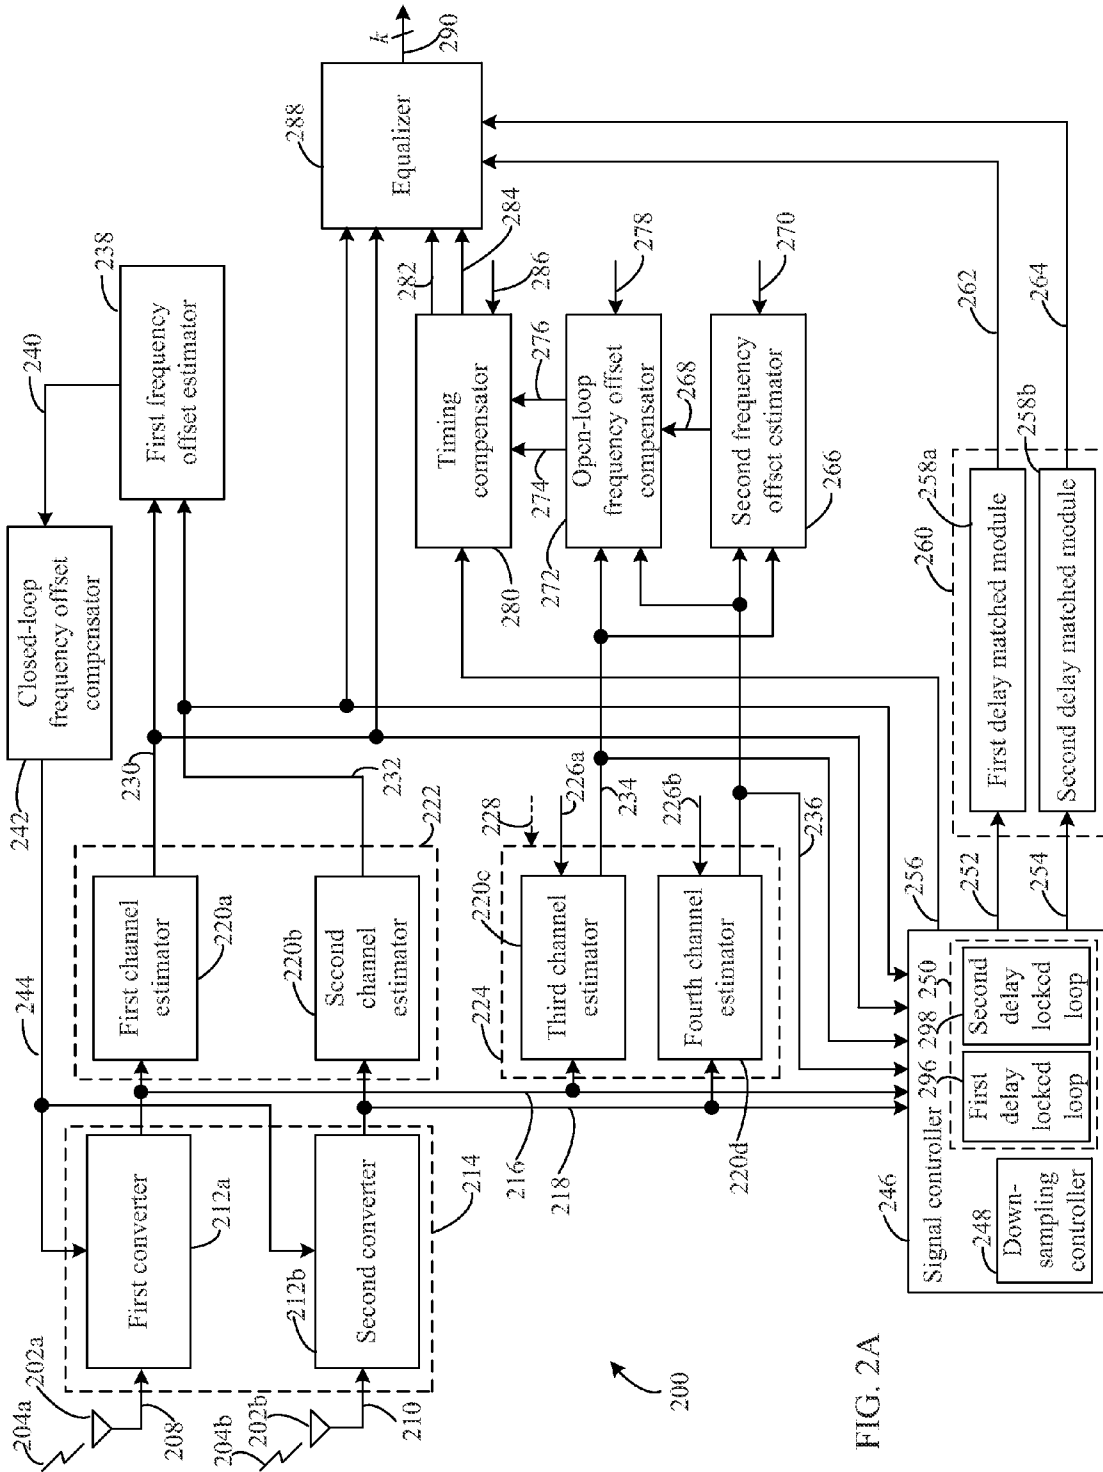 204a
202a
208
204b
202b
210
First converter
212a
212b
Second converter
214
244
216
218
First channel
estimator
220a
220b
Second
channel
estimator
222
224
220c
Third channel
estimator
Fourth channel
estimator
220d
228
226a
226b
230
232
234
236
242
Closed-loop
frequency offset
compensator
240
238
First frequency
offset estimator
288
Equalizer
k
290
282
284
286
Timing
compensator
280
274
276
278
Open-loop
frequency offset
compensator
272
268
270
Second frequency
offset estimator
266
246
Signal controller
248
Down-
sampling
controller
296
298
250
First
delay
locked
loop
Second
delay
locked
loop
256
252
254
260
258a
First delay matched module
258b
Second delay matched module
262
264
200
FIG. 2A